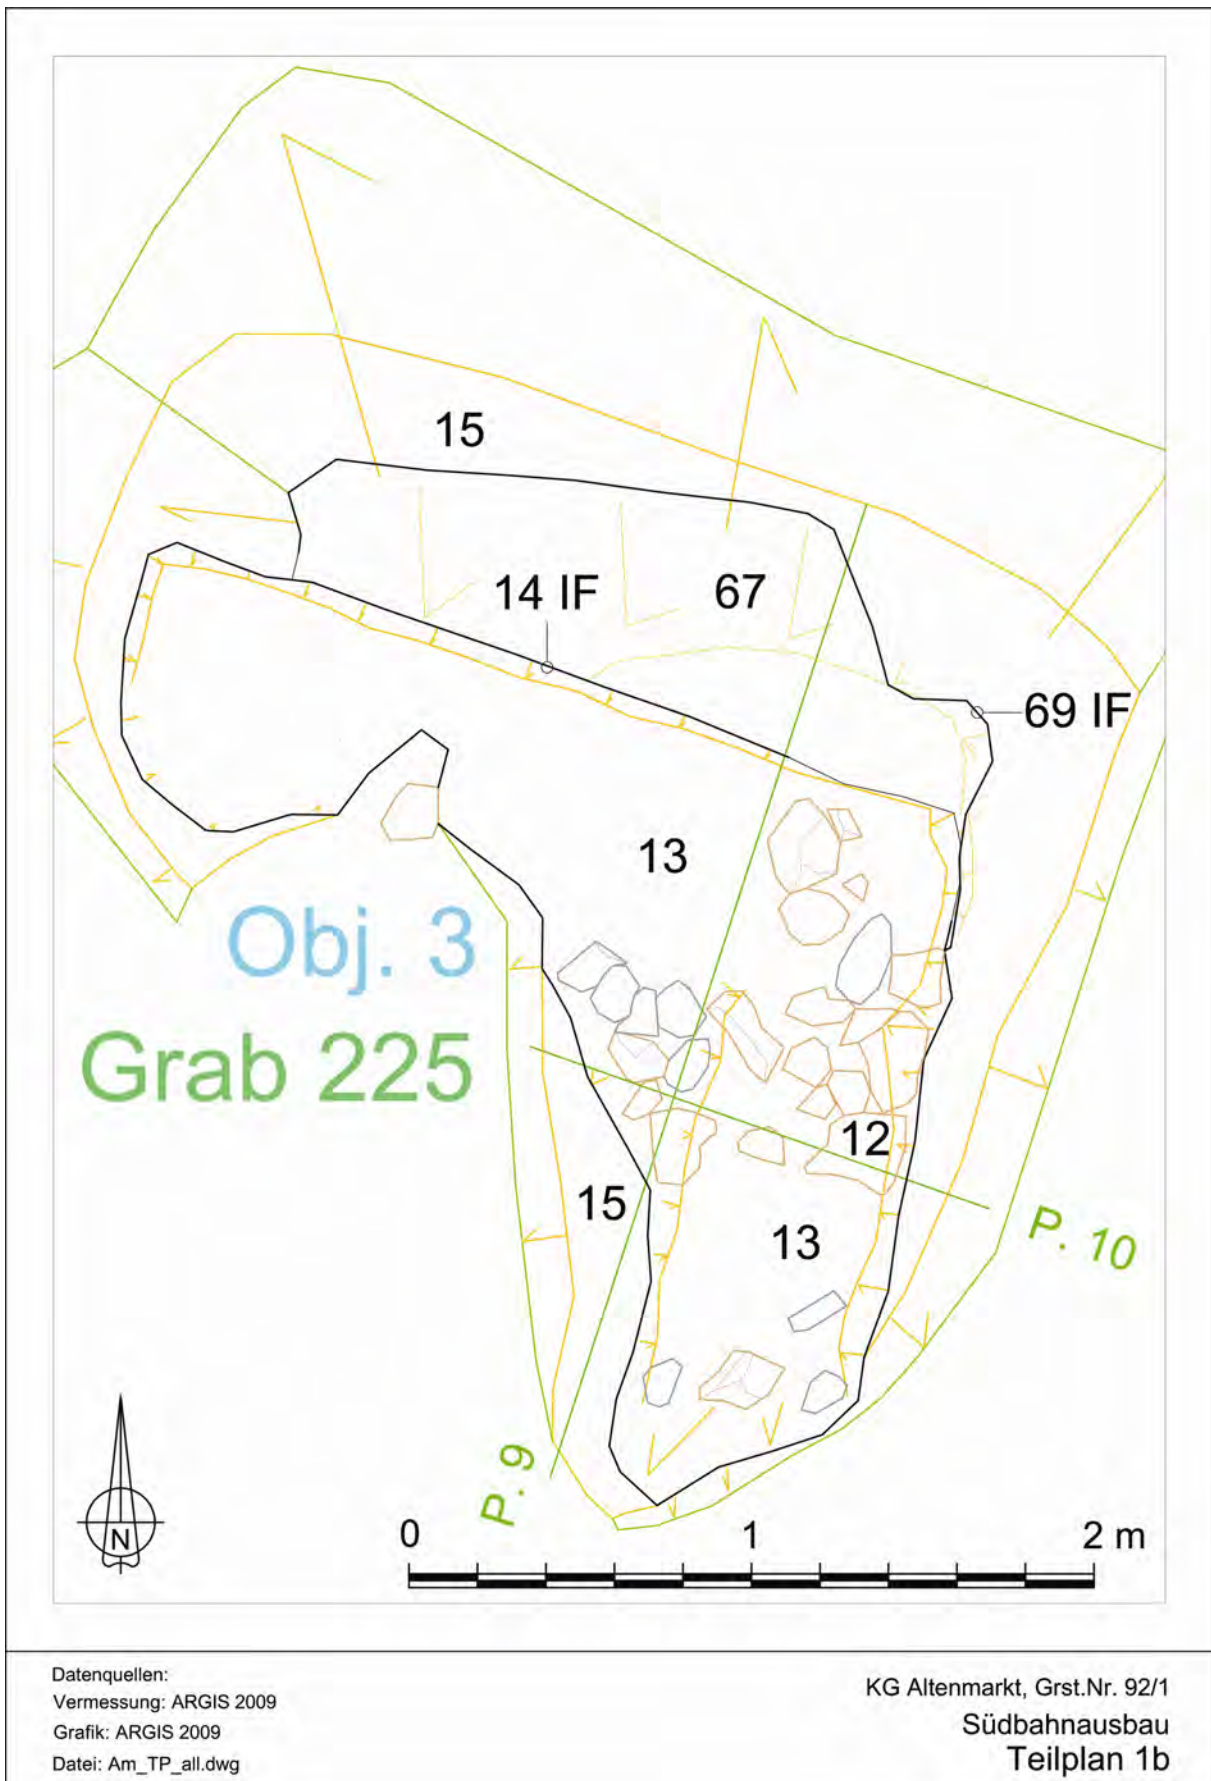 15
14 IF
67
69 IF
13
Obj. 3
Grab 225
12
15
13
P. 10
P. 9
N
0 1 2 m
Datenquellen:
Vermessung: ARGIS 2009
Grafik: ARGIS 2009
Datei: Am_TP_all.dwg
KG Altenmarkt, Grst.Nr. 92/1
Südbahnausbau
Teilplan 1b